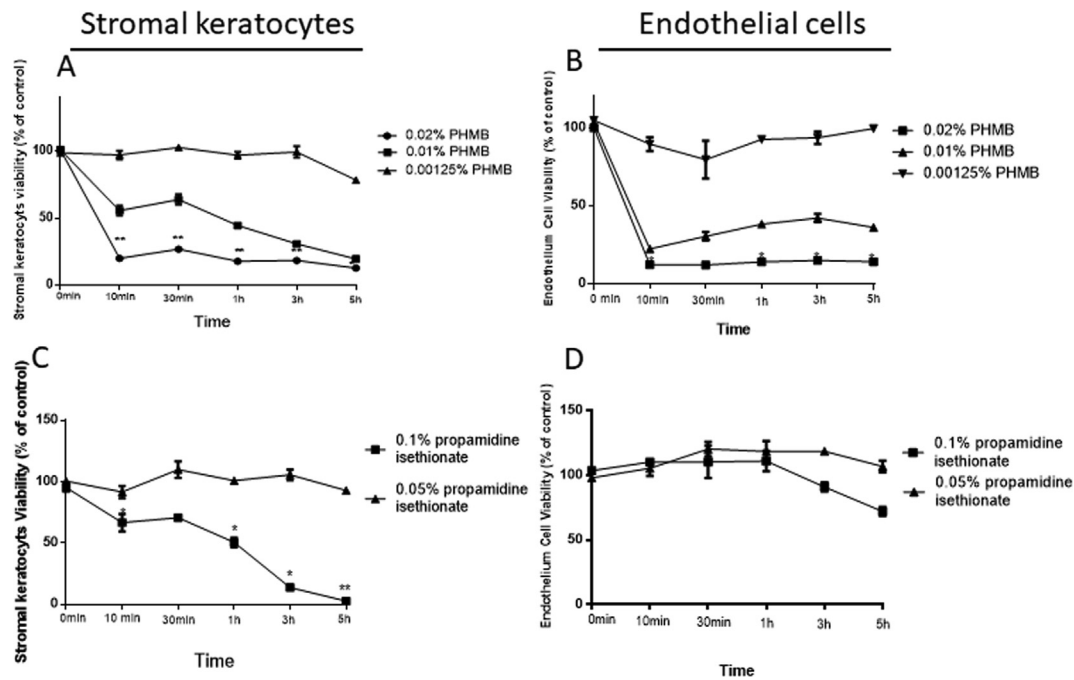 Stromal keratocytes
Endothelial cells
A
Stromal keratocyts viability (% of control)
100
50
0
0min 10min 30min 1h 3h 5h
Time
** ** ** **
0.02% PHMB
0.01% PHMB
0.00125% PHMB
B
Endothelium Cell Viability (% of control)
100
50
0
0 min 10min 30min 1h 3h 5h
Time
* * * *
0.02% PHMB
0.01% PHMB
0.00125% PHMB
C
Stromal keratocyts Viability (% of control)
150
100
50
0
0min 10 min 30min 1h 3h 5h
Time
* * * **
0.1% propamidine
isethionate
0.05% propamidine
isethionate
D
Endothelium Cell Viability (% of control)
150
100
50
0
0min 10min 30min 1h 3h 5h
Time
0.1% propamidine
isethionate
0.05% propamidine
isethionate